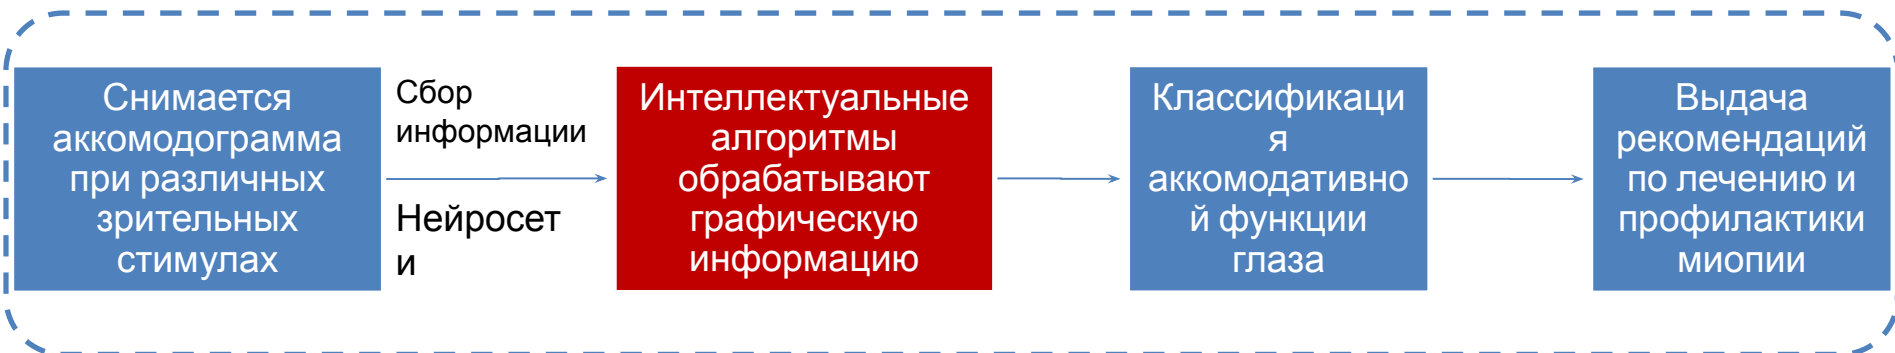 Снимается
аккомодограмма
при различных
зрительных
стимулах
Сбор
информации
Нейросет
и
Интеллектуальные
алгоритмы
обрабатывают
графическую
информацию
Классификаци
я
аккомодативно
й функции
глаза
Выдача
рекомендаций
по лечению и
профилактики
миопии